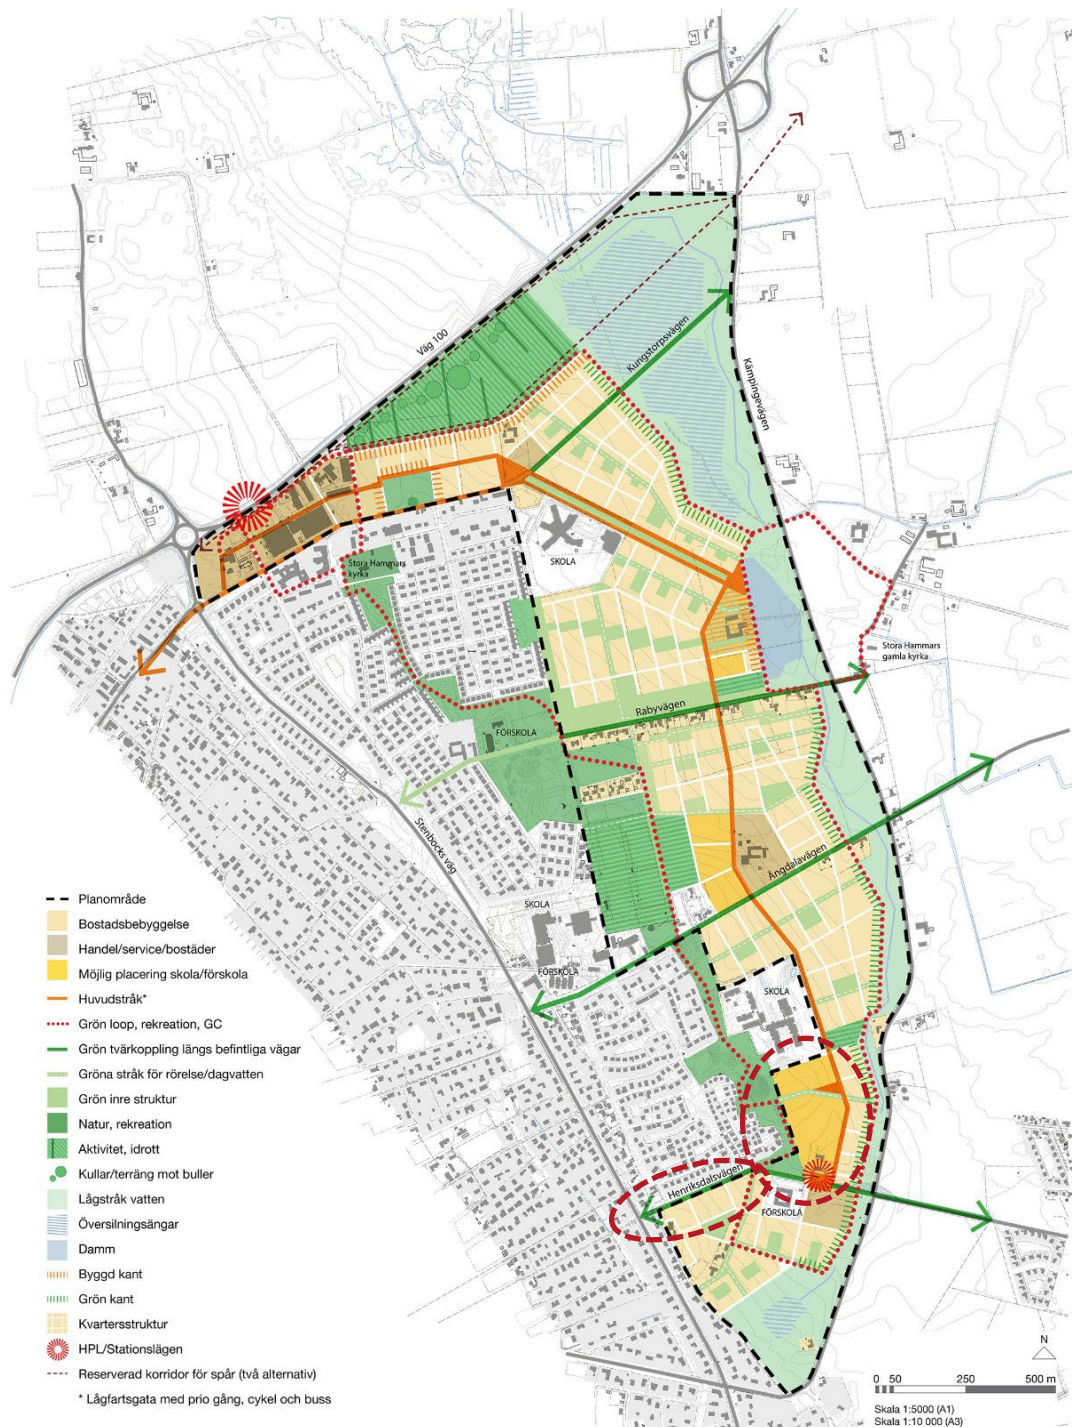 Väg 100
Kungstorpsvägen
Kämpingevägen
SKOLA
Stora Hammars
kyrka
Stora Hammars
gamla kyrka
Rabyvägen
FÖRSKOLA
Stenbocks väg
Ängdalavägen
SKOLA
FÖRSKOLA
SKOLA
Henriksdalsvägen
FÖRSKOLA
Planområde
Bostadsbebyggelse
Handel/service/bostäder
Möjlig placering skola/förskola
Huvudstråk*
Grön loop, rekreation, GC
Grön tvärkoppling längs befintliga vägar
Gröna stråk för rörelse/dagvatten
Grön inre struktur
Natur, rekreation
Aktivitet, idrott
Kullar/terräng mot buller
Lågstråk vatten
Översilningsängar
Damm
Byggd kant
Grön kant
Kvartersstruktur
HPL/Stationslägen
Reserverad korridor för spår (två alternativ)
* Lågfartsgata med prio gång, cykel och buss
N
0 50 250 500 m
Skala 1:5000 (A1)
Skala 1:10 000 (A3)